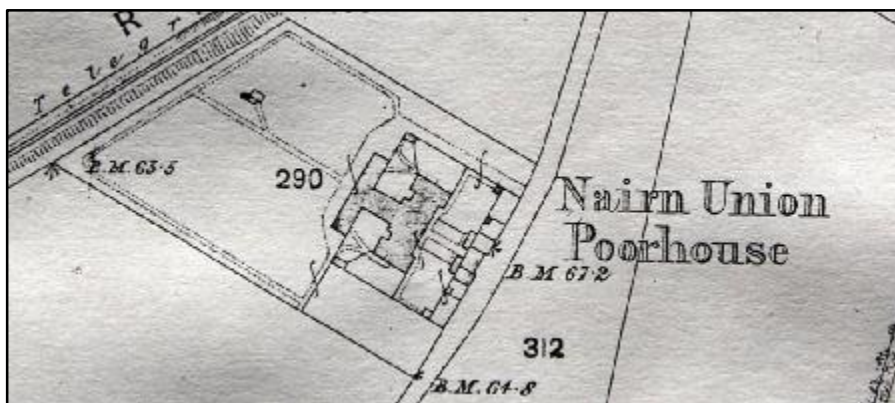 R
Telegr
B.M. 63·5
290
Nairn Union
Poorhouse
B.M. 67·2
312
B.M. 64·8